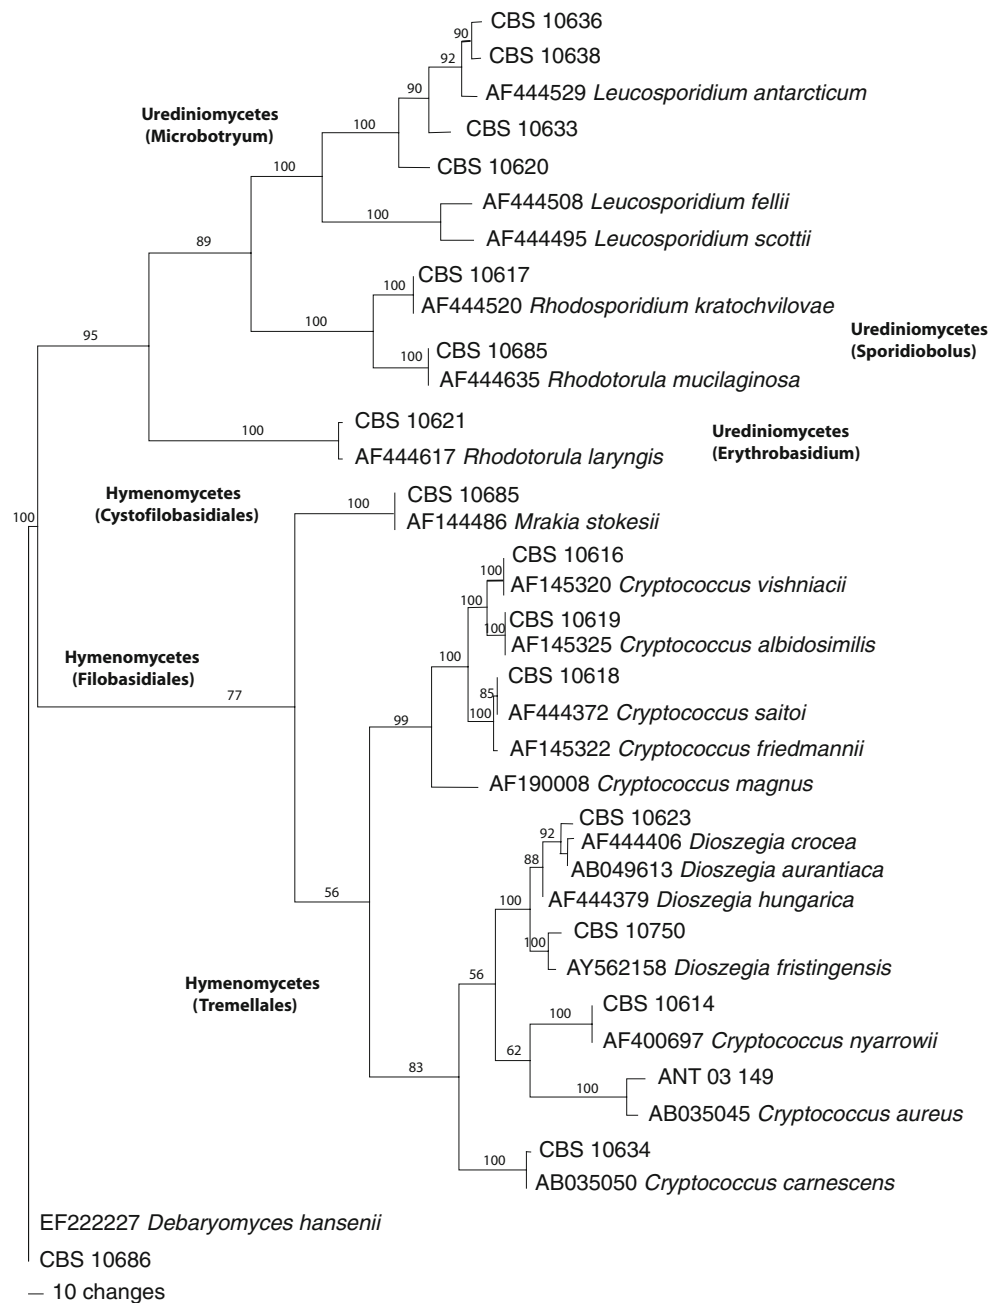 CBS 10636
90
CBS 10638
92
AF444529 Leucosporidium antarcticum
90
Urediniomycetes
(Microbotryum)
CBS 10633
100
CBS 10620
100
AF444508 Leucosporidium fellii
100
AF444495 Leucosporidium scottii
89
CBS 10617
100
AF444520 Rhodosporidium kratochvilovae
100
Urediniomycetes
(Sporidiobolus)
95
CBS 10685
100
AF444635 Rhodotorula mucilaginosa
CBS 10621
100
Urediniomycetes
(Erythrobasidium)
AF444617 Rhodotorula laryngis
Hymenomycetes
(Cystofilobasidiales)
CBS 10685
100
AF144486 Mrakia stokesii
100
CBS 10616
100
AF145320 Cryptococcus vishniacii
100
CBS 10619
100
AF145325 Cryptococcus albidosimilis
Hymenomycetes
(Filobasidiales)
100
CBS 10618
77
85
AF444372 Cryptococcus saitoi
100
99
AF145322 Cryptococcus friedmannii
AF190008 Cryptococcus magnus
CBS 10623
92
AF444406 Dioszegia crocea
88
AB049613 Dioszegia aurantiaca
56
AF444379 Dioszegia hungarica
100
CBS 10750
100
AY562158 Dioszegia fristingensis
Hymenomycetes
(Tremellales)
56
CBS 10614
100
AF400697 Cryptococcus nyarrowii
62
83
ANT 03 149
100
AB035045 Cryptococcus aureus
CBS 10634
100
AB035050 Cryptococcus carnescens
EF222227 Debaryomyces hansenii
CBS 10686
10 changes